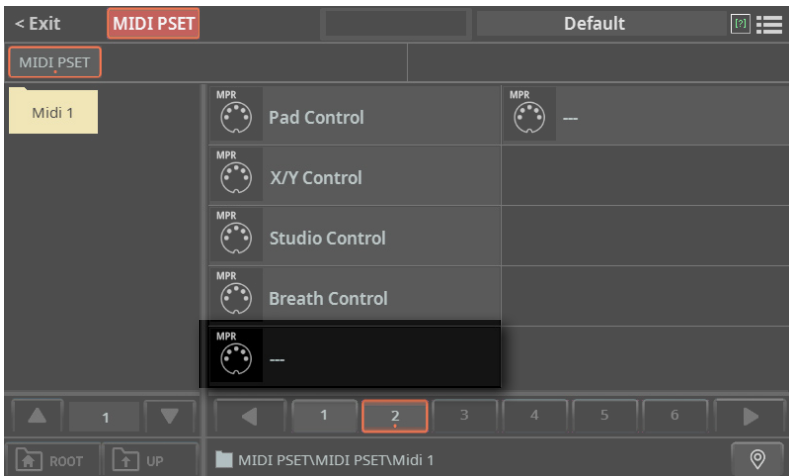 < Exit MIDI PSET Default [?]
MIDI PSET
Midi 1
MPR Pad Control
MPR ---
MPR X/Y Control
MPR Studio Control
MPR Breath Control
MPR ---
1 1 2 3 4 5 6
ROOT UP MIDI PSET\MIDI PSET\Midi 1